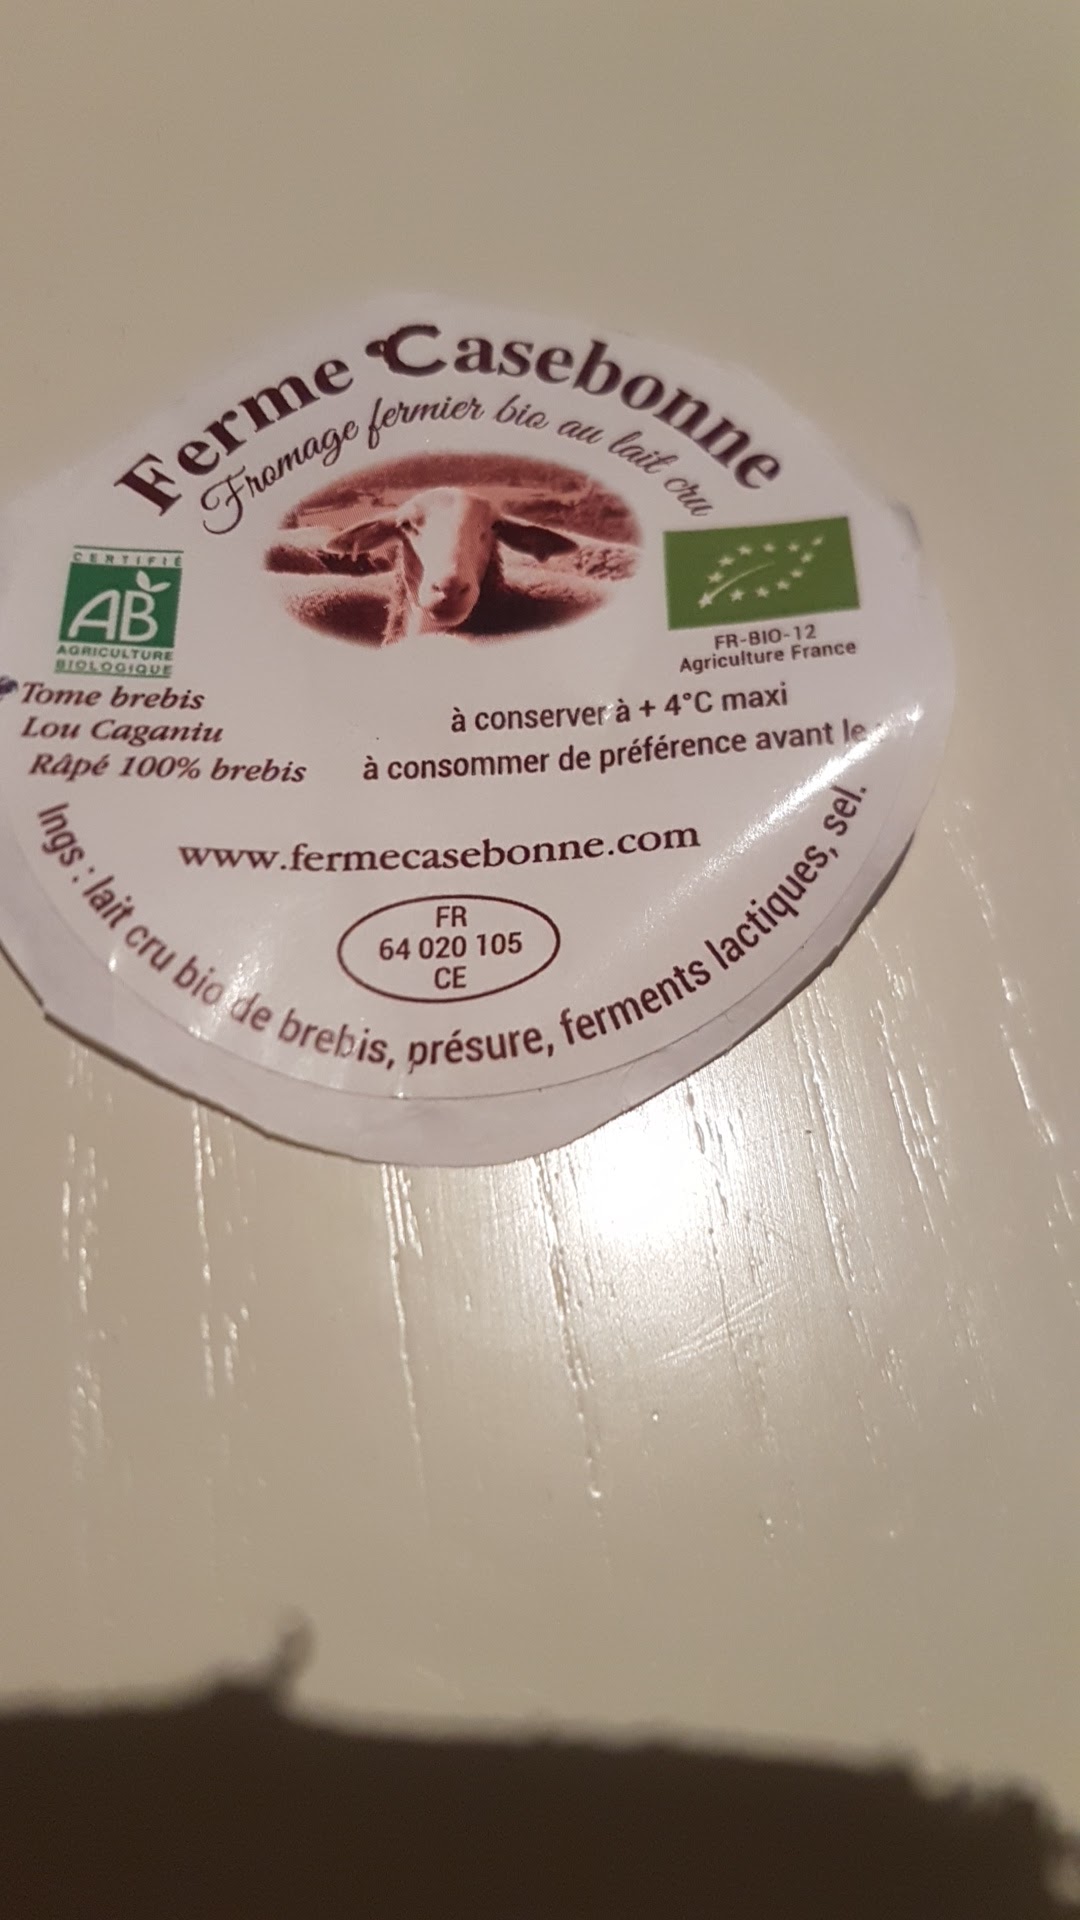 Ferme Casebonne
Fromage fermier bio au lait cru
CERTIFIÉ
AB
AGRICULTURE
BIOLOGIQUE
FR-BIO-12
Agriculture France
Tome brebis
Lou Caganiu
Râpé 100% brebis
à conserver à + 4°C maxi
à consommer de préférence avant le
www.fermecasebonne.com
FR
64 020 105
CE
Ings : lait cru bio de brebis, présure, ferments lactiques, sel.